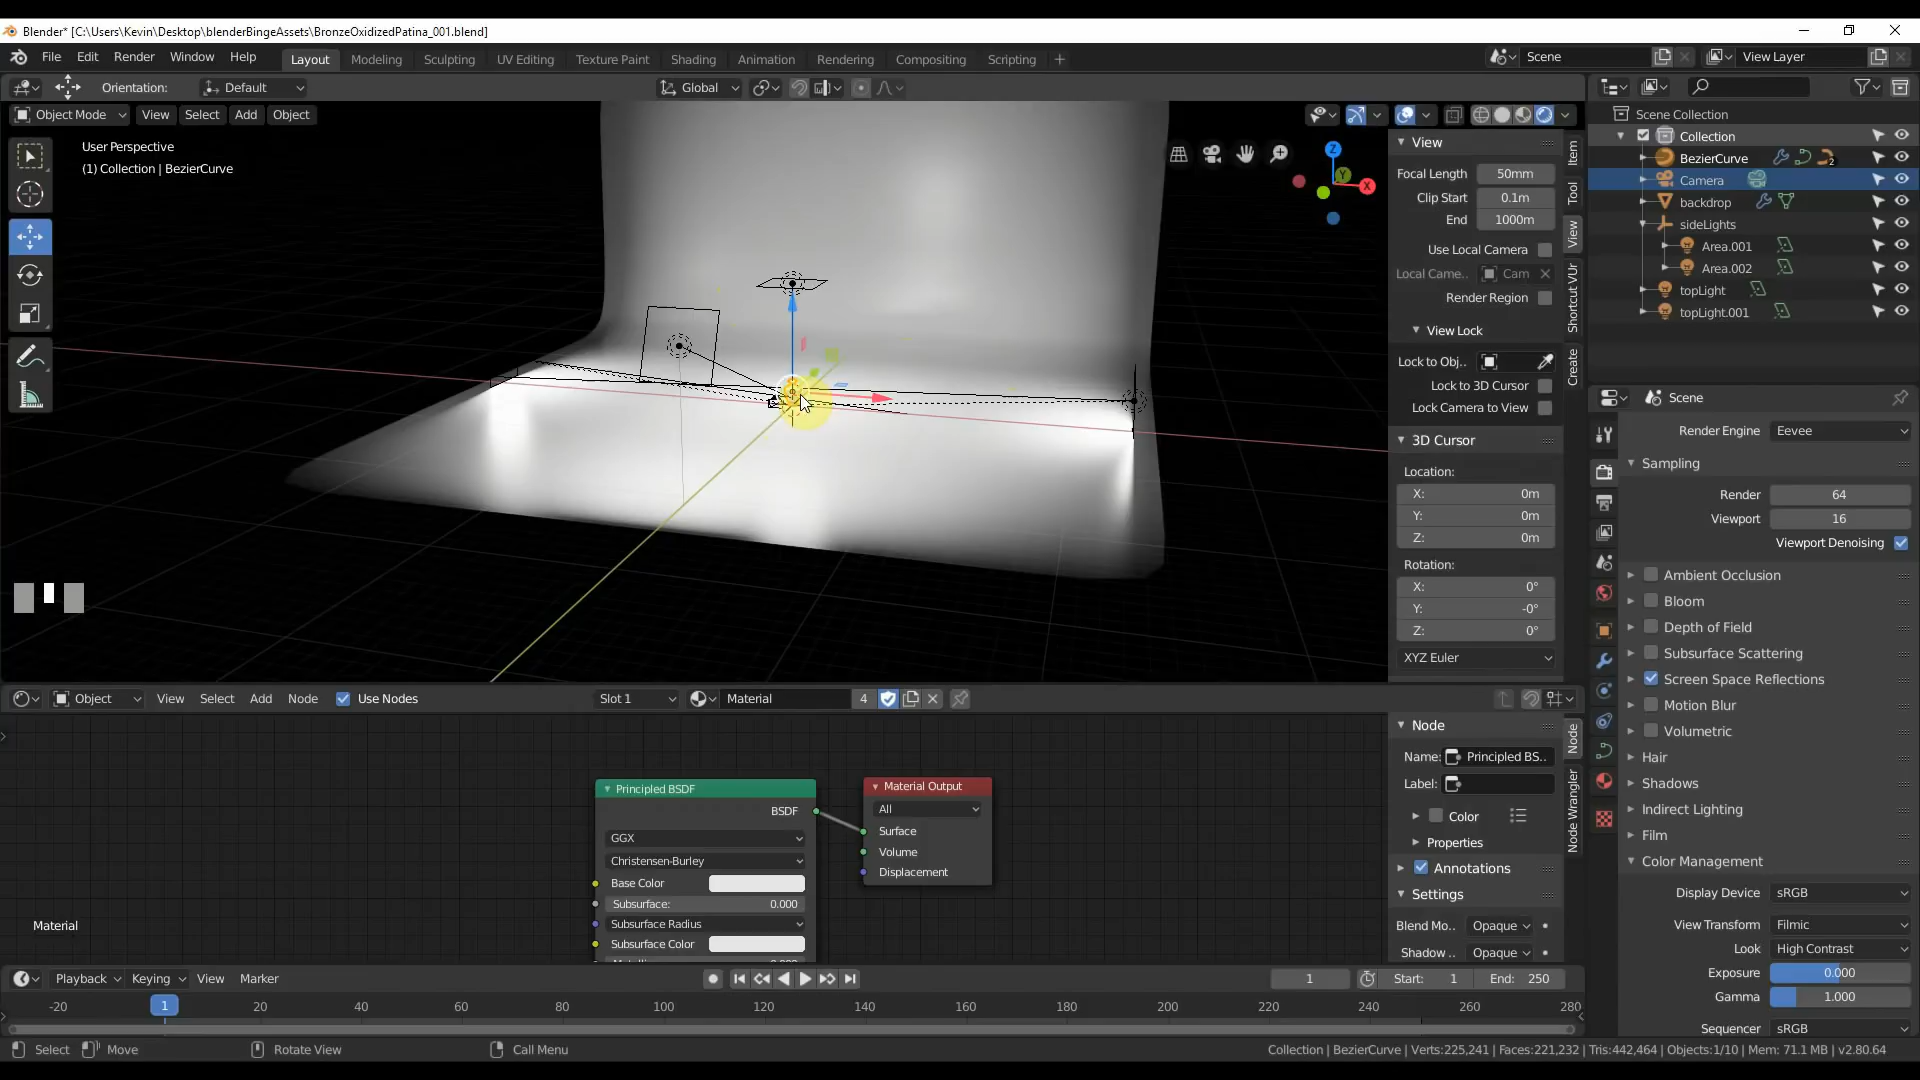 Blender* [C:\Users\Kevin\Desktop\blenderBingeAssets\BronzeOxidizedPatina_001.blend]
File Edit Render Window Help Layout Modeling Sculpting UV Editing Texture Paint Shading Animation Rendering Compositing Scripting + Scene View Layer
Orientation: Default Global
Object Mode View Select Add Object
User Perspective
(1) Collection | BezierCurve
Z
Y
X
View
Focal Length 50mm
Clip Start 0.1m
End 1000m
Use Local Camera
Local Came.. Cam
Render Region
View Lock
Lock to Obj..
Lock to 3D Cursor
Lock Camera to View
3D Cursor
Location:
X: 0m
Y: 0m
Z: 0m
Rotation:
X: 0°
Y: -0°
Z: 0°
XYZ Euler
Item
Tool
View
Shortcut VUr
Create
Scene Collection
Collection
BezierCurve 2
Camera
backdrop
sideLights
Area.001
Area.002
topLight
topLight.001
Scene
Render Engine Eevee
Sampling
Render 64
Viewport 16
Viewport Denoising
Ambient Occlusion
Bloom
Depth of Field
Subsurface Scattering
Screen Space Reflections
Motion Blur
Volumetric
Hair
Shadows
Indirect Lighting
Film
Color Management
Display Device sRGB
View Transform Filmic
Look High Contrast
Exposure 0.000
Gamma 1.000
Sequencer sRGB
Object View Select Add Node Use Nodes Slot 1 Material 4
Principled BSDF
BSDF
GGX
Christensen-Burley
Base Color
Subsurface: 0.000
Subsurface Radius
Subsurface Color
Material Output
All
Surface
Volume
Displacement
Material
Node
Name: Principled BS..
Label:
Color
Properties
Annotations
Settings
Blend Mo.. Opaque
Shadow .. Opaque
Node
Node Wrangler
Playback Keying View Marker 1 Start: 1 End: 250
-20 1 20 40 60 80 100 120 140 160 180 200 220 240 260 280
Select Move Rotate View Call Menu Collection | BezierCurve | Verts:225,241 | Faces:221,232 | Tris:442,464 | Objects:1/10 | Mem: 71.1 MB | v2.80.64